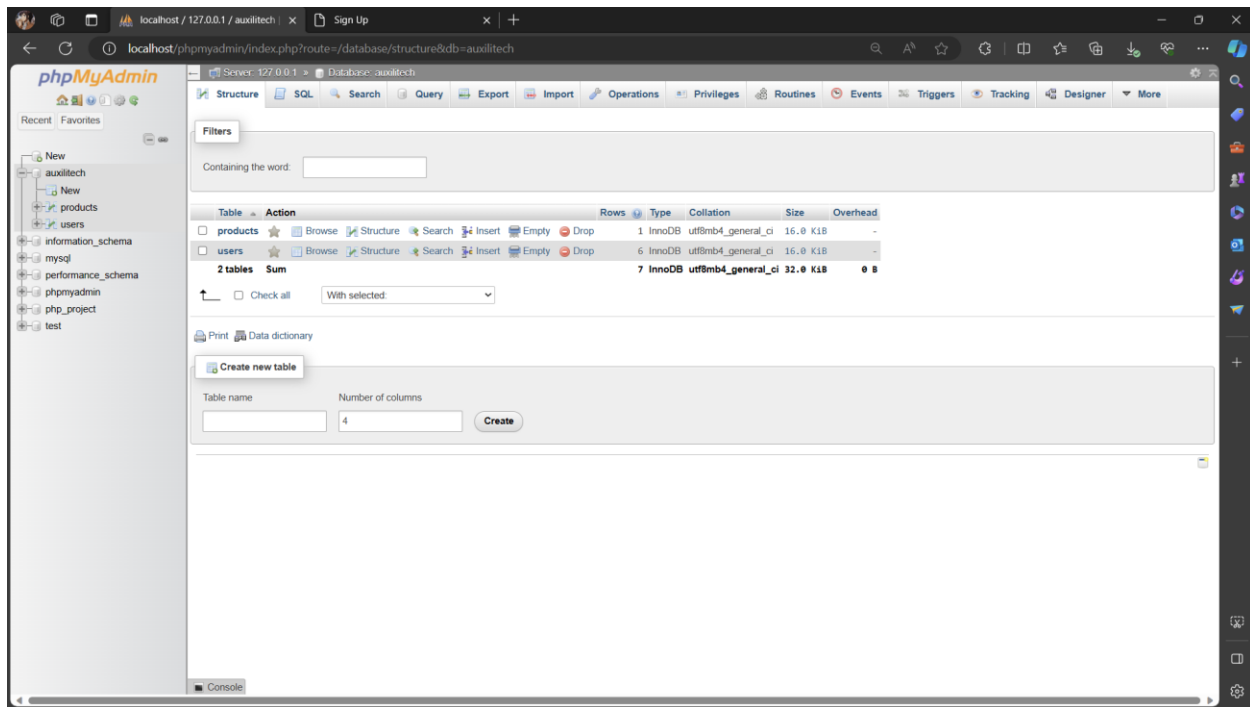 localhost / 127.0.0.1 / auxilitech |
Sign Up
localhost/phpmyadmin/index.php?route=/database/structure&db=auxilitech
phpMyAdmin
Recent Favorites
New
auxilitech
New
products
users
information_schema
mysql
performance_schema
phpmyadmin
php_project
test
Server: 127.0.0.1 » Database: auxilitech
Structure SQL Search Query Export Import Operations Privileges Routines Events Triggers Tracking Designer More
Filters
Containing the word:
Table Action Rows Type Collation Size Overhead
products Browse Structure Search Insert Empty Drop 1 InnoDB utf8mb4_general_ci 16.0 KiB -
users Browse Structure Search Insert Empty Drop 6 InnoDB utf8mb4_general_ci 16.0 KiB -
2 tables Sum 7 InnoDB utf8mb4_general_ci 32.0 KiB 0 B
Check all With selected:
Print Data dictionary
Create new table
Table name Number of columns
4 Create
Console